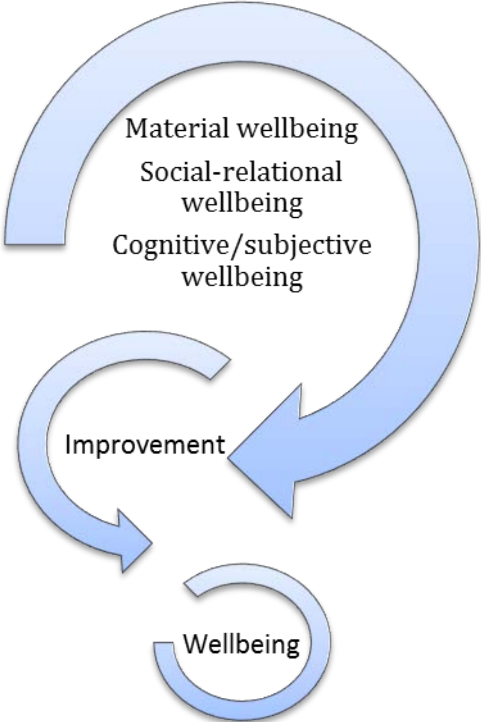 Material wellbeing
Social-relational
wellbeing
Cognitive/subjective
wellbeing
Improvement
Wellbeing